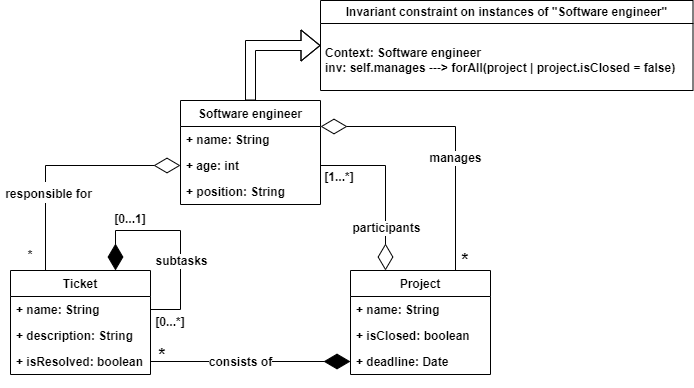 Invariant constraint on instances of "Software engineer"
Context: Software engineer
inv: self.manages ---> forAll(project | project.isClosed = false)
Software engineer
+ name: String
+ age: int
+ position: String
manages
[1...*]
responsible for
participants
[0...1]
*
subtasks
*
Ticket
+ name: String
+ description: String
+ isResolved: boolean
[0...*]
*
consists of
Project
+ name: String
+ isClosed: boolean
+ deadline: Date